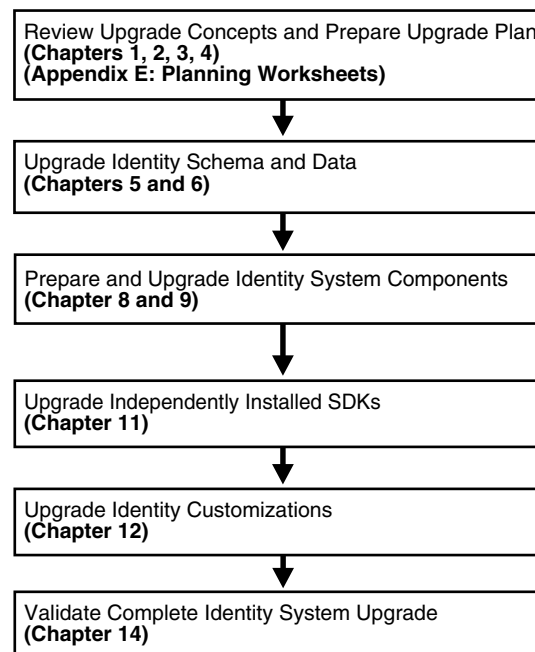 Review Upgrade Concepts and Prepare Upgrade Plan
(Chapters 1, 2, 3, 4)
(Appendix E: Planning Worksheets)
Upgrade Identity Schema and Data
(Chapters 5 and 6)
Prepare and Upgrade Identity System Components
(Chapter 8 and 9)
Upgrade Independently Installed SDKs
(Chapter 11)
Upgrade Identity Customizations
(Chapter 12)
Validate Complete Identity System Upgrade
(Chapter 14)